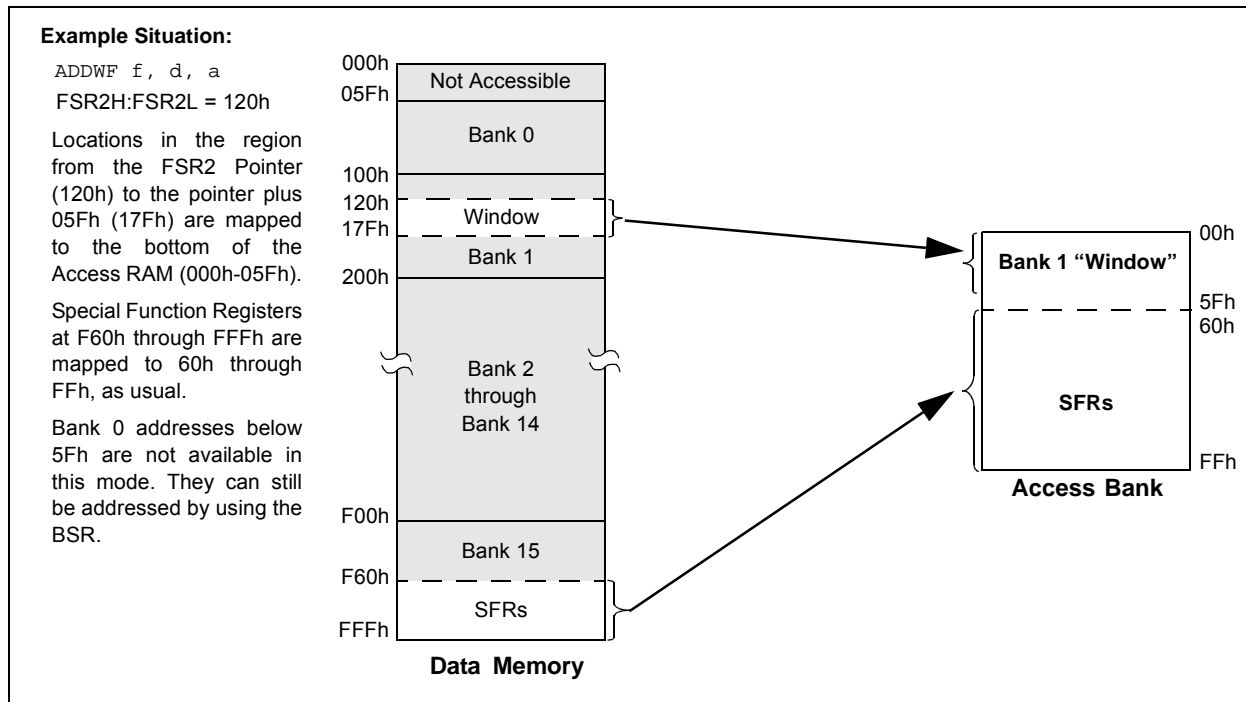 Example Situation:
ADDWF f, d, a
FSR2H:FSR2L = 120h
Locations in the region
from the FSR2 Pointer
(120h) to the pointer plus
05Fh (17Fh) are mapped
to the bottom of the
Access RAM (000h-05Fh).
Special Function Registers
at F60h through FFFh are
mapped to 60h through
FFh, as usual.
Bank 0 addresses below
5Fh are not available in
this mode. They can still
be addressed by using the
BSR.
000h
Not Accessible
05Fh
Bank 0
100h
120h
Window
17Fh
Bank 1
200h
Bank 2
through
Bank 14
F00h
Bank 15
F60h
SFRs
FFFh
Data Memory
00h
Bank 1 “Window”
5Fh
60h
SFRs
FFh
Access Bank